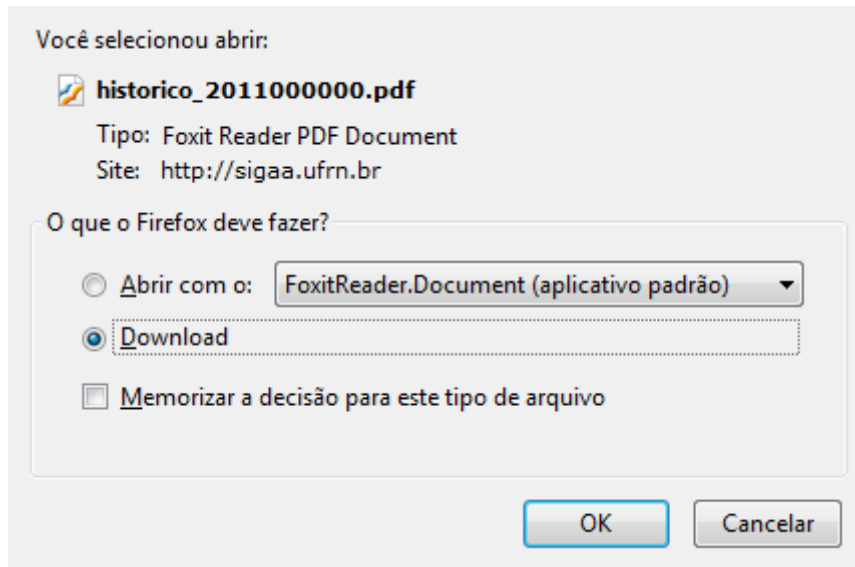 Você selecionou abrir:
historico_2011000000.pdf
Tipo: Foxit Reader PDF Document
Site: http://sigaa.ufrn.br
O que o Firefox deve fazer?
Abrir com o: FoxitReader.Document (aplicativo padrão)
Download
Memorizar a decisão para este tipo de arquivo
OK Cancelar